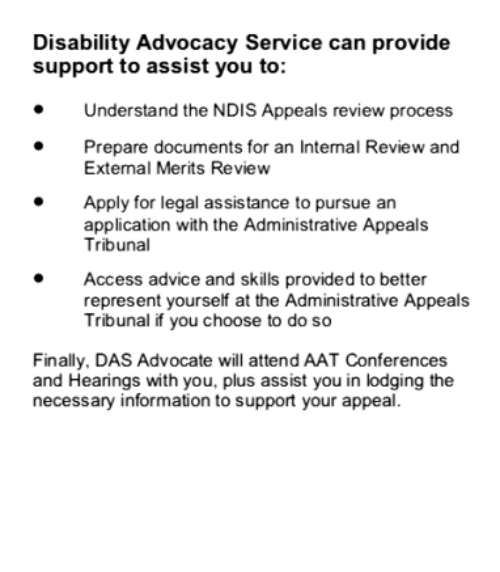 Disability Advocacy Service can provide
support to assist you to:
● Understand the NDIS Appeals review process
● Prepare documents for an Internal Review and
External Merits Review
● Apply for legal assistance to pursue an
application with the Administrative Appeals
Tribunal
● Access advice and skills provided to better
represent yourself at the Administrative Appeals
Tribunal if you choose to do so
Finally, DAS Advocate will attend AAT Conferences
and Hearings with you, plus assist you in lodging the
necessary information to support your appeal.